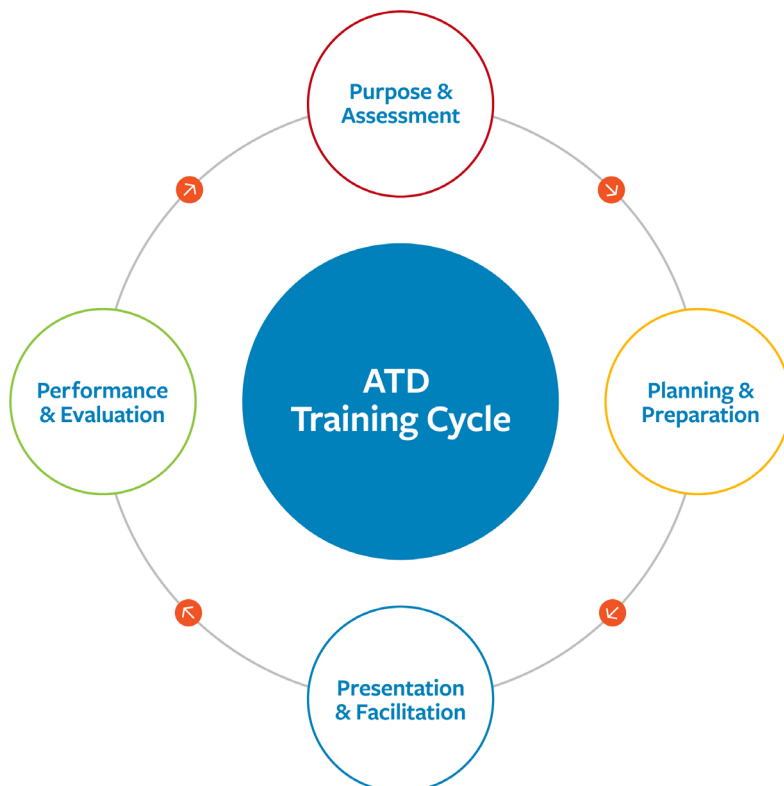 Purpose &
Assessment
ATD
Training Cycle
Performance
& Evaluation
Planning &
Preparation
Presentation
& Facilitation